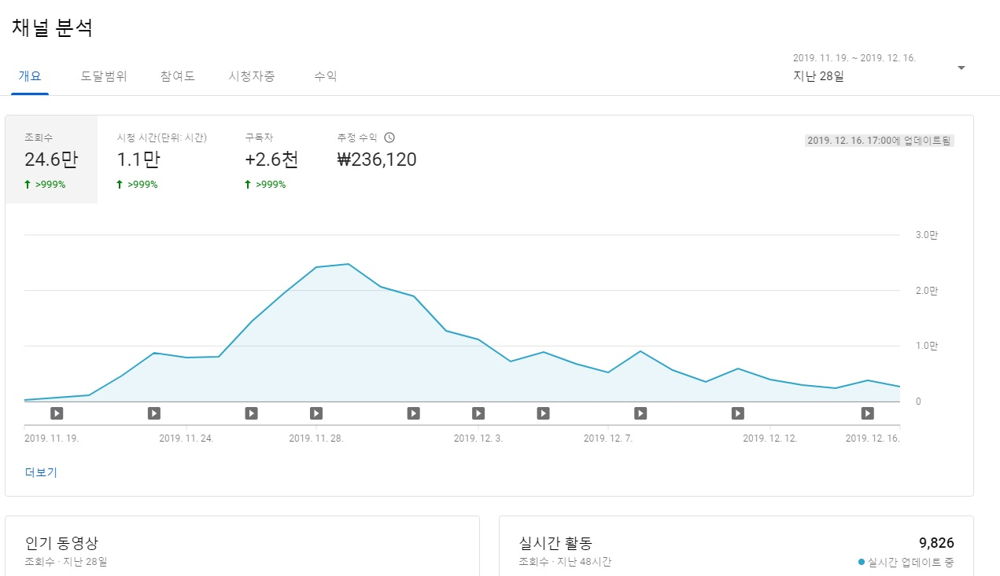 채널 분석
개요 도달범위 참여도 시청자층 수익
2019. 11. 19. ~ 2019. 12. 16.
지난 28일
조회수 시청 시간(단위: 시간) 구독자 추정 수익
24.6만 1.1만 +2.6천 ₩236,120
>999% >999% >999%
2019. 12. 16. 17:00에 업데이트됨
3.0만
2.0만
1.0만
0
2019. 11. 19. 2019. 11. 24. 2019. 11. 28. 2019. 12. 3. 2019. 12. 7. 2019. 12. 12. 2019. 12. 16.
더보기
인기 동영상
조회수 · 지난 28일
실시간 활동 9,826
조회수 · 지난 48시간 실시간 업데이트 중